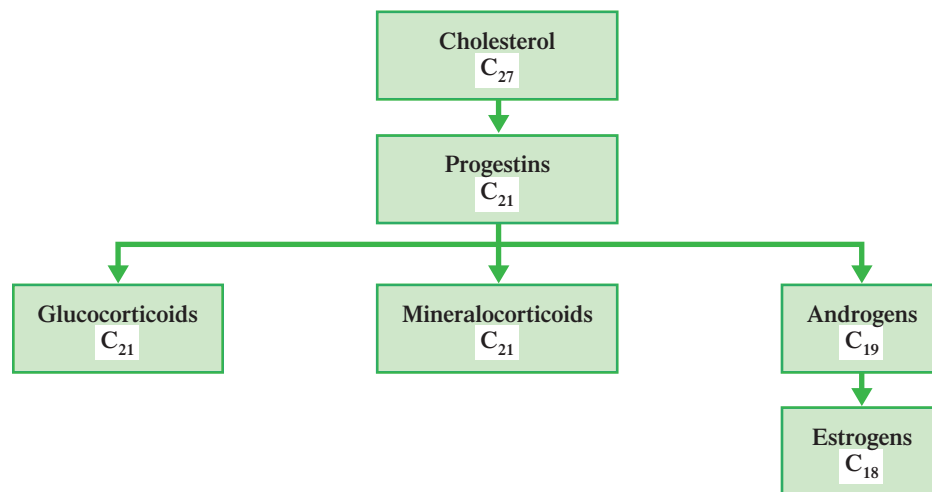 Cholesterol
C₂₇
Progestins
C₂₁
Glucocorticoids
C₂₁
Mineralocorticoids
C₂₁
Androgens
C₁₉
Estrogens
C₁₈